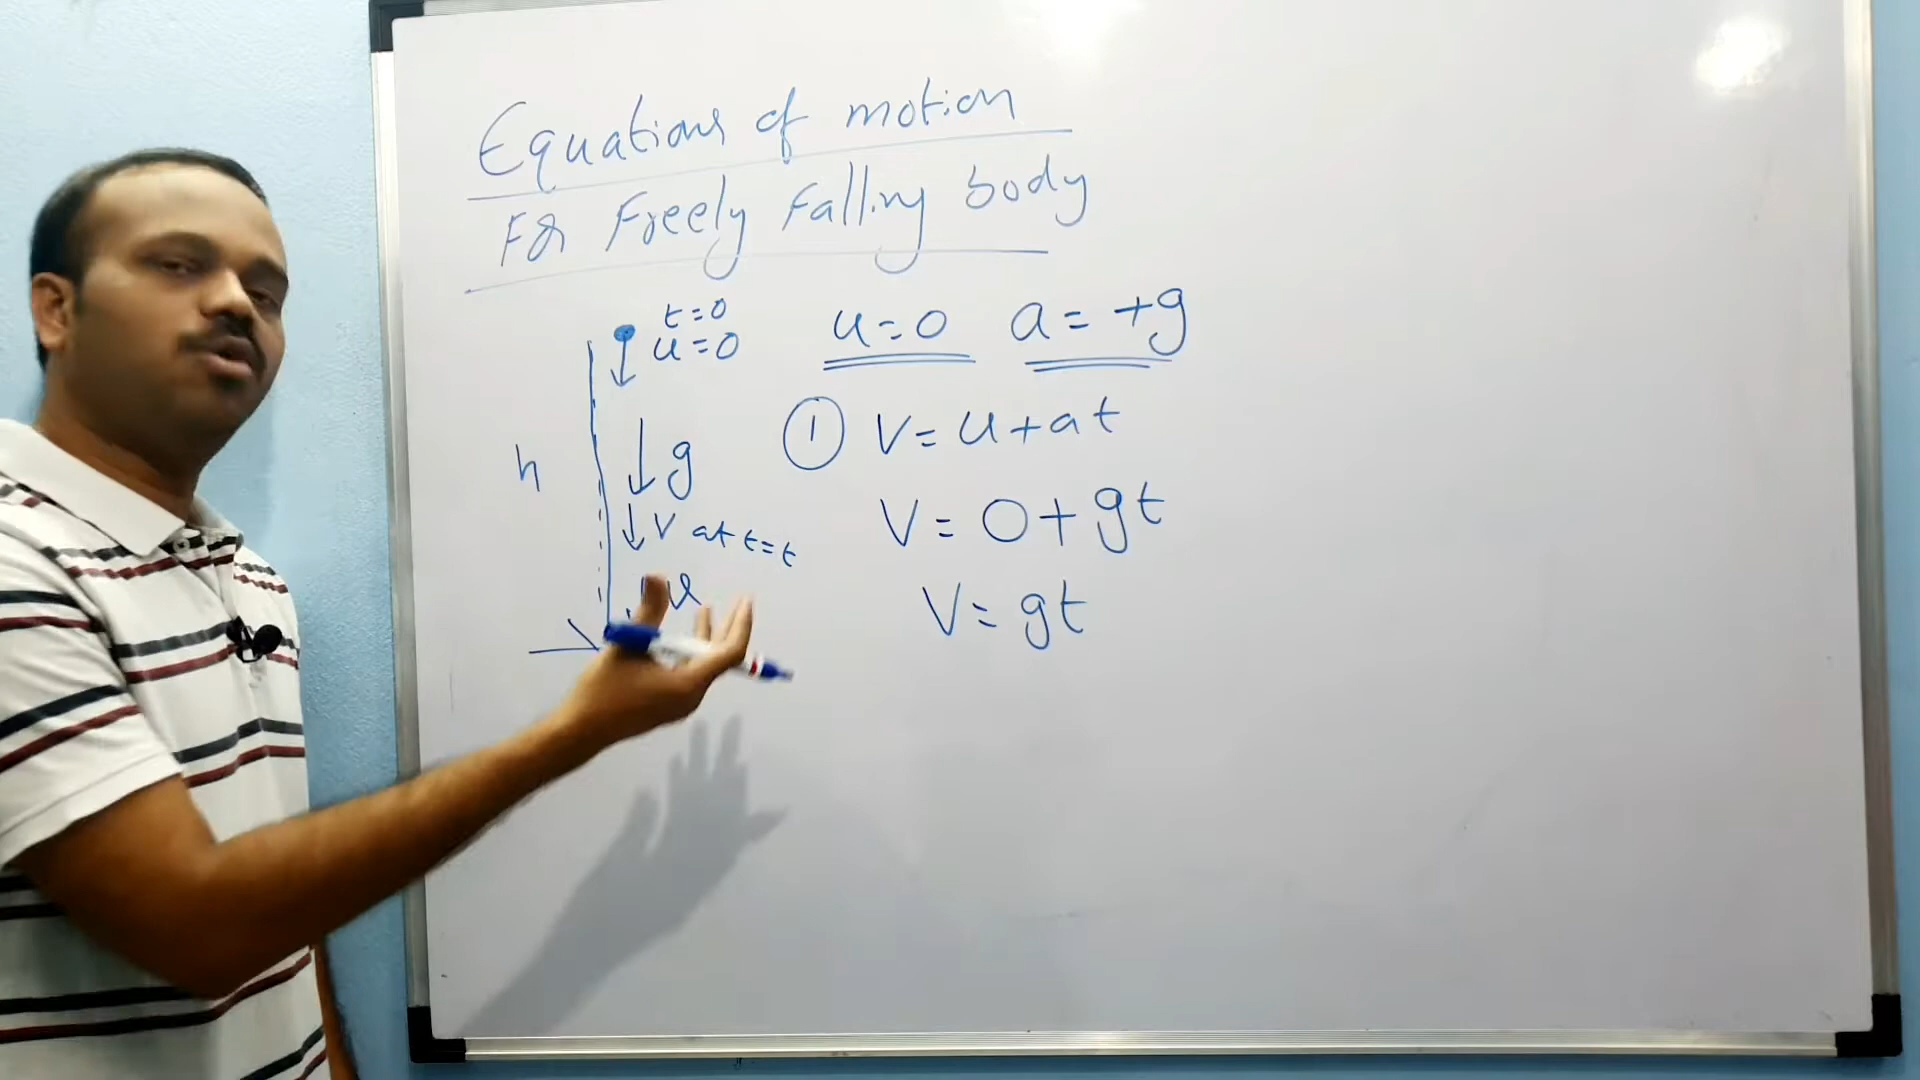 Equations of motion
For Freely Falling body
t=0
u=0
u=0 a=+g
h
g
V at t=t
① V=u+at
V=0+gt
V=gt